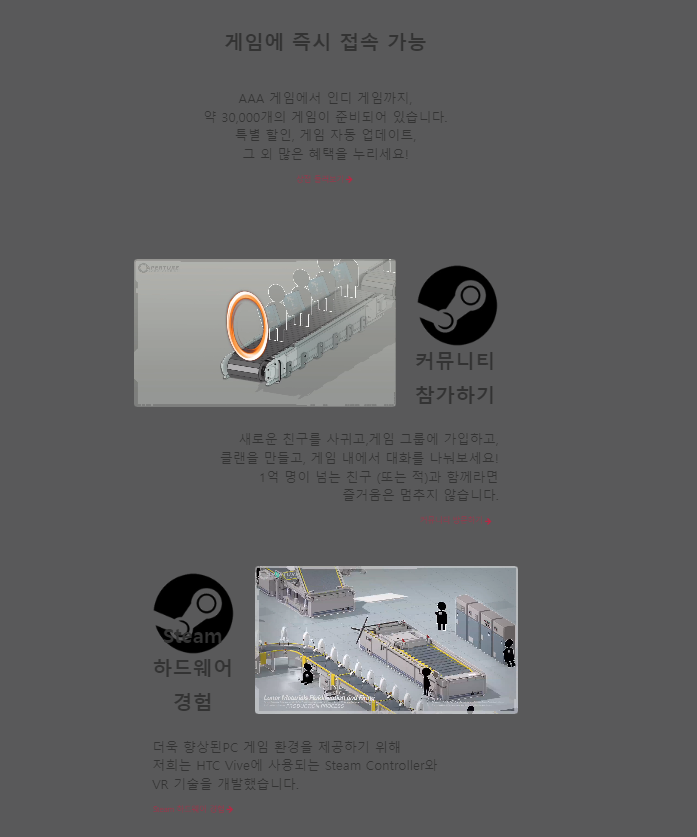 게임에 즉시 접속 가능
AAA 게임에서 인디 게임까지,
약 30,000개의 게임이 준비되어 있습니다.
특별 할인, 게임 자동 업데이트,
그 외 많은 혜택을 누리세요!
커뮤니티
참가하기
새로운 친구를 사귀고,게임 그룹에 가입하고,
클랜을 만들고, 게임 내에서 대화를 나눠보세요!
1억 명이 넘는 친구 (또는 적)과 함께라면
즐거움은 멈추지 않습니다.
Steam
하드웨어
경험
PRODUCTION PROCESS
더욱 향상된PC 게임 환경을 제공하기 위해
저희는 HTC Vive에 사용되는 Steam Controller와
VR 기술을 개발했습니다.